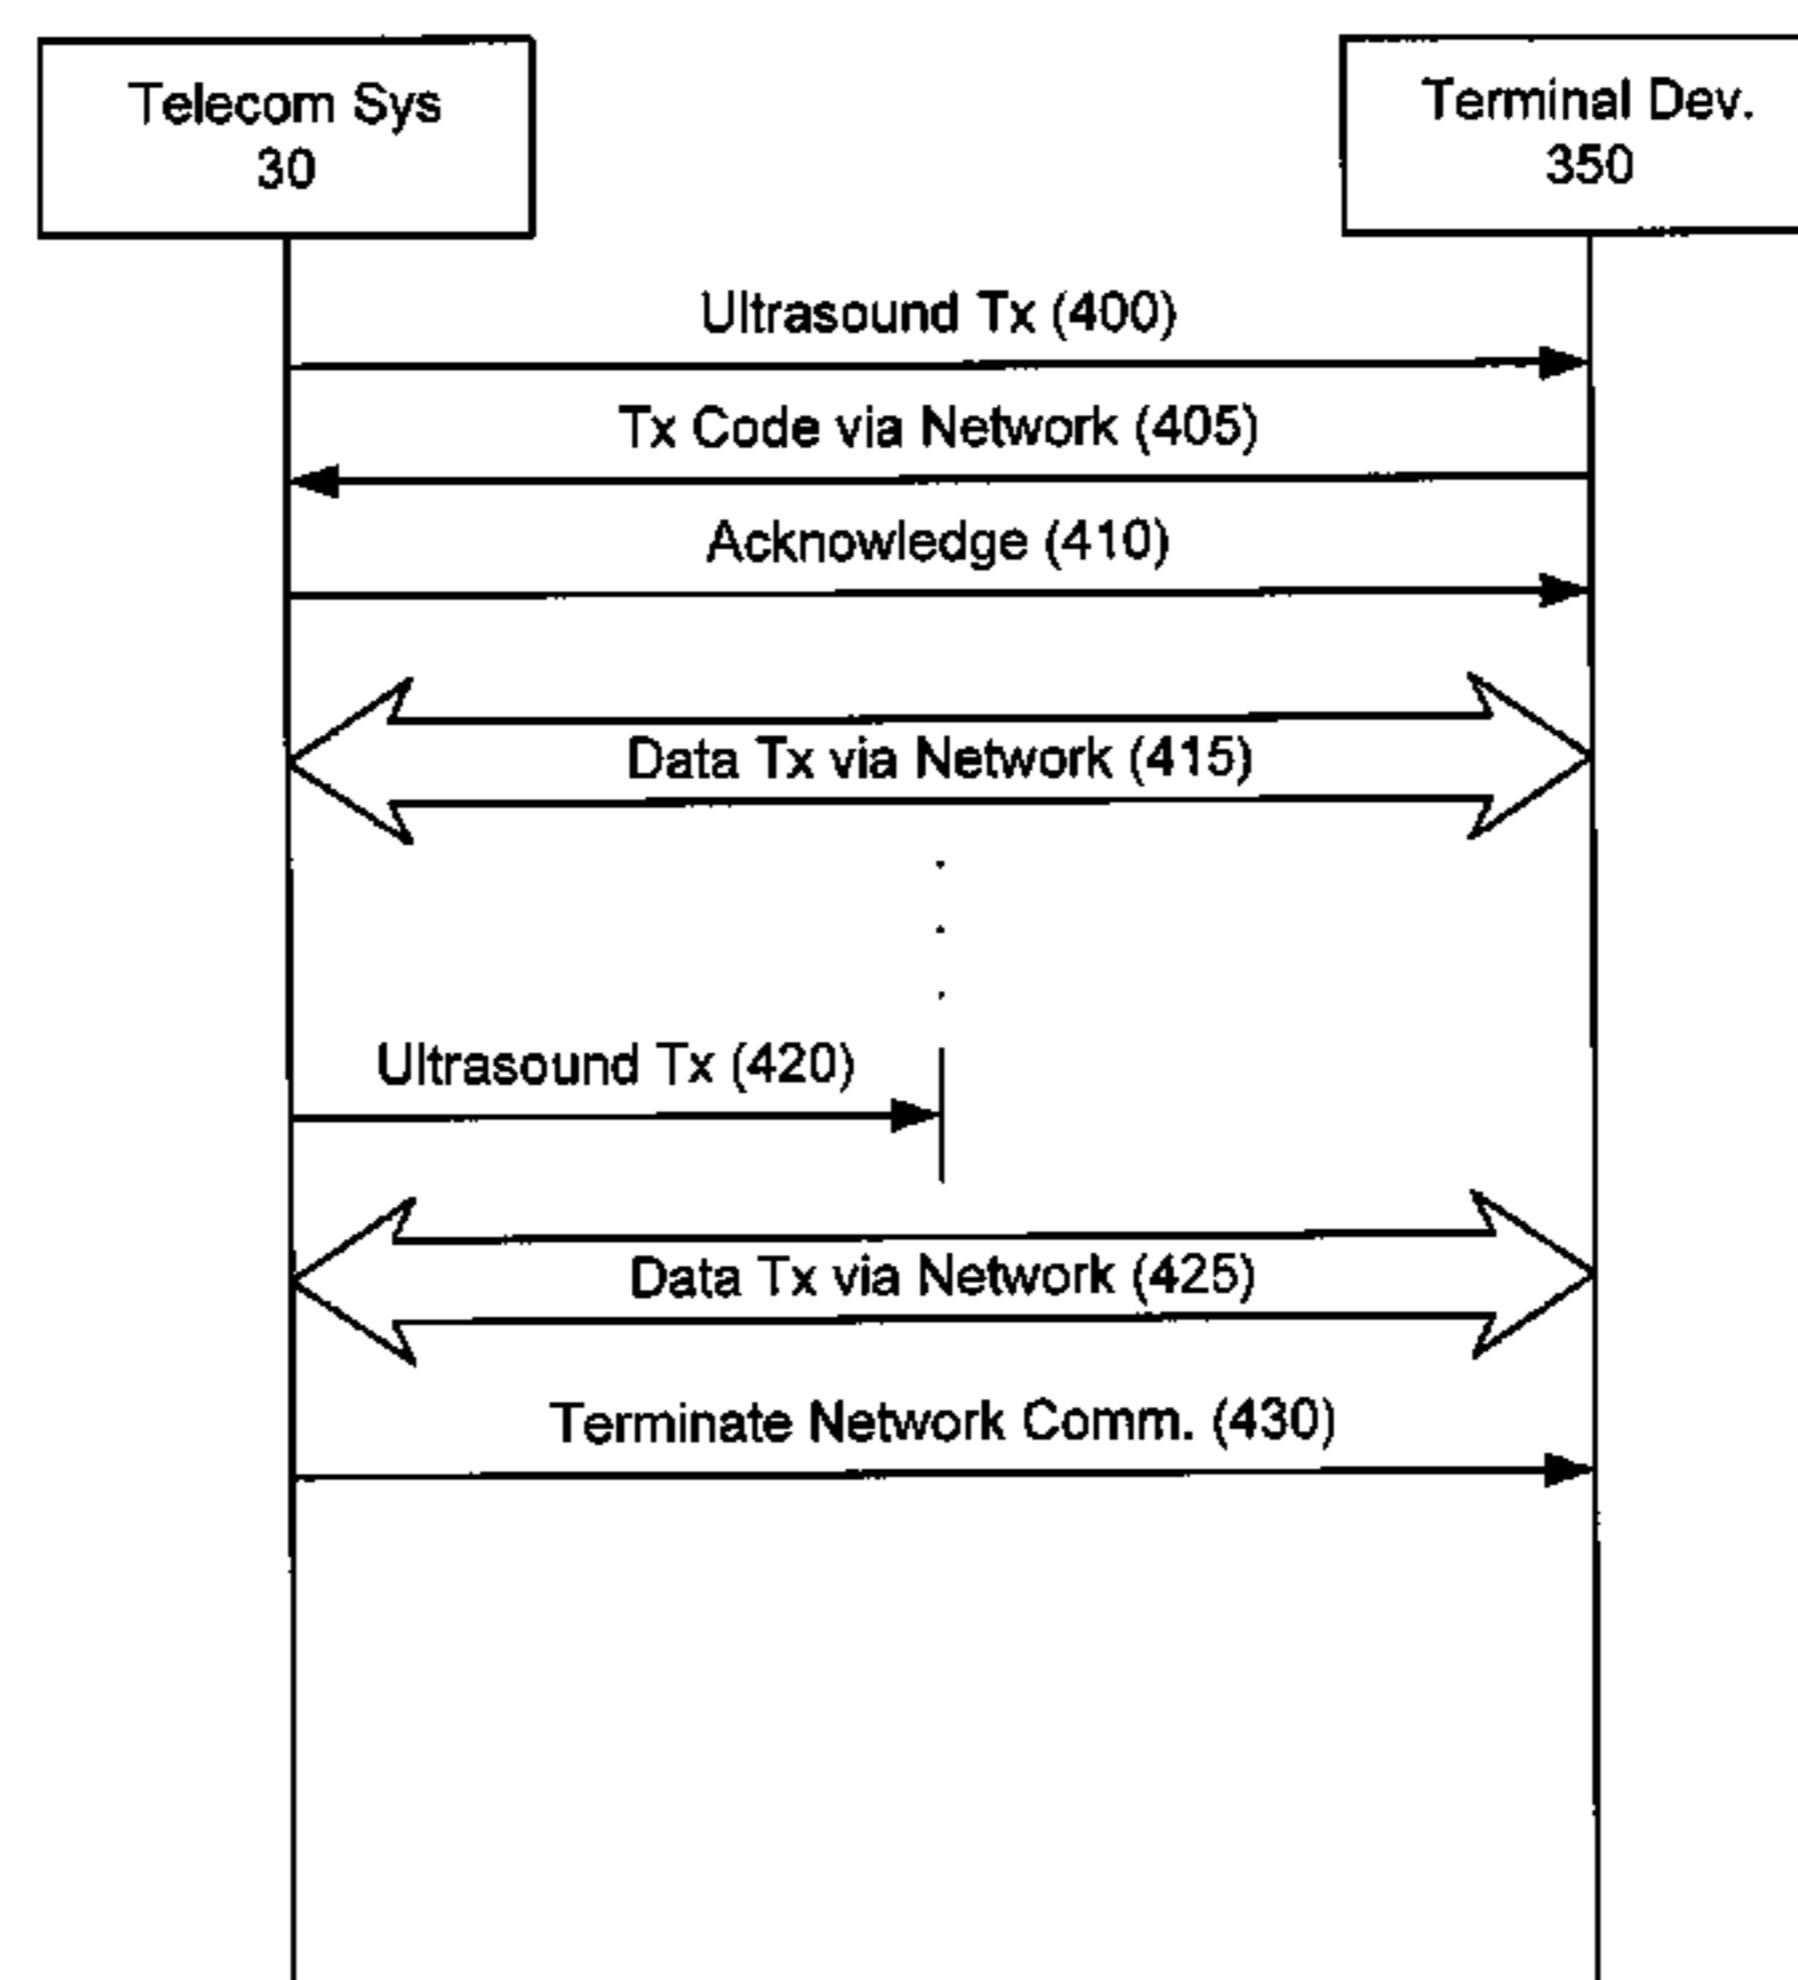 Telecom Sys
30
Terminal Dev.
350
Ultrasound Tx (400)
Tx Code via Network (405)
Acknowledge (410)
Data Tx via Network (415)
Ultrasound Tx (420)
Data Tx via Network (425)
Terminate Network Comm. (430)